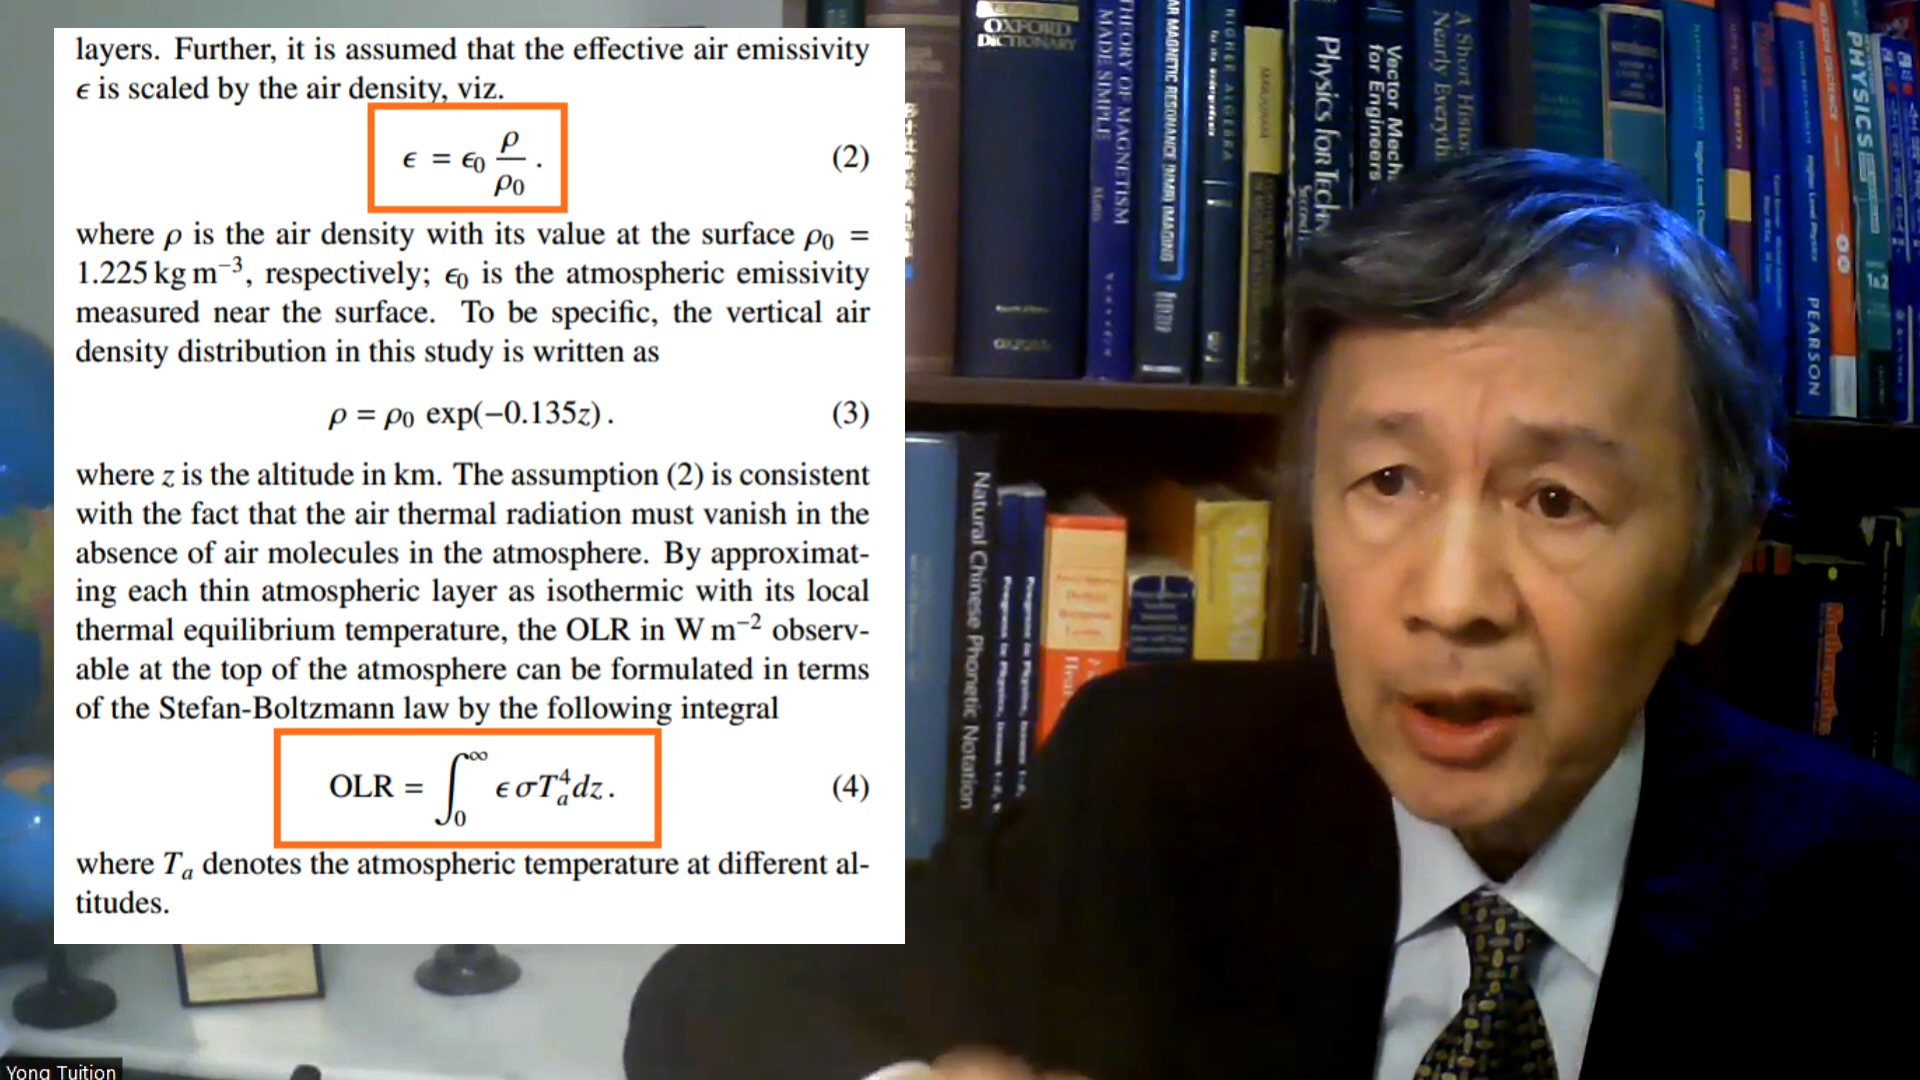 layers. Further, it is assumed that the effective air emissivity
ϵ is scaled by the air density, viz.
ϵ = ϵ₀ ρ/ρ₀ . (2)
where ρ is the air density with its value at the surface ρ₀ =
1.225 kg m⁻³, respectively; ϵ₀ is the atmospheric emissivity
measured near the surface. To be specific, the vertical air
density distribution in this study is written as
ρ = ρ₀ exp(−0.135z) . (3)
where z is the altitude in km. The assumption (2) is consistent
with the fact that the air thermal radiation must vanish in the
absence of air molecules in the atmosphere. By approximat-
ing each thin atmospheric layer as isothermic with its local
thermal equilibrium temperature, the OLR in W m⁻² observ-
able at the top of the atmosphere can be formulated in terms
of the Stefan-Boltzmann law by the following integral
OLR = ∫₀^∞ ϵσTₐ⁴dz . (4)
where Tₐ denotes the atmospheric temperature at different al-
titudes.
OXFORD
DICTIONARY
OXFORD
THEORY OF MAGNETISM
MADE SIMPLE
MAGNETIC RESONANCE IMAGING
HIGHER ALGEBRA
Physics for Tech
Second
Vector Mech
for Engineers
A Short Histo
Nearly Everyth
PHYSICS
PEARSON
Natural Chinese Phonetic Notation
Yong Tuition